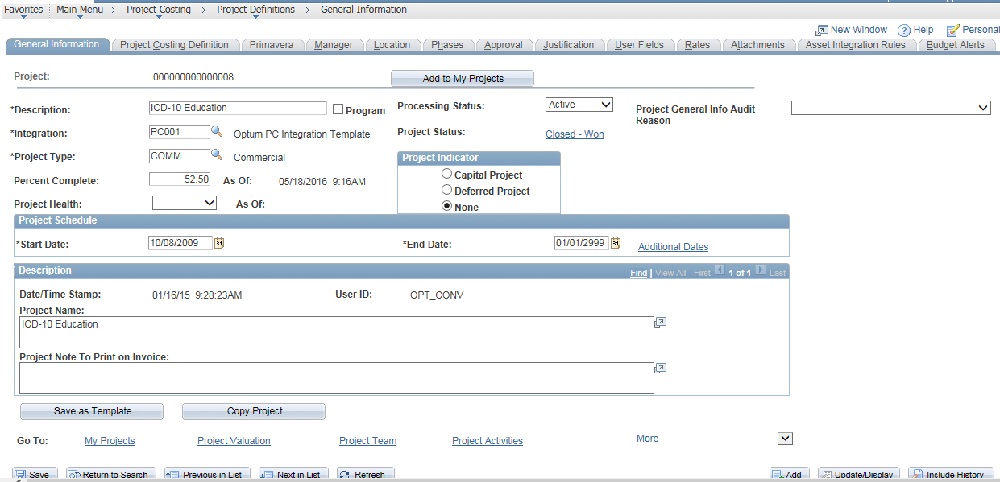 Favorites Main Menu > Project Costing > Project Definitions > General Information
New Window Help Personal
General Information Project Costing Definition Primavera Manager Location Phases Approval Justification User Fields Rates Attachments Asset Integration Rules Budget Alerts
Project: 000000000000008 Add to My Projects
*Description: ICD-10 Education Program Processing Status: Active Project General Info Audit Reason
*Integration: PC001 Optum PC Integration Template Project Status: Closed - Won
*Project Type: COMM Commercial Project Indicator
Capital Project
Percent Complete: 52.50 As Of: 05/18/2016 9:16AM Deferred Project
Project Health: As Of: None
Project Schedule
*Start Date: 10/08/2009 31 *End Date: 01/01/2999 31 Additional Dates
Description Find | View All First 1 of 1 Last
Date/Time Stamp: 01/16/15 9:28:23AM User ID: OPT_CONV
Project Name:
ICD-10 Education
Project Note To Print on Invoice:
Save as Template Copy Project
Go To: My Projects Project Valuation Project Team Project Activities More
Save Return to Search Previous in List Next in List Refresh Add Update/Display Include History